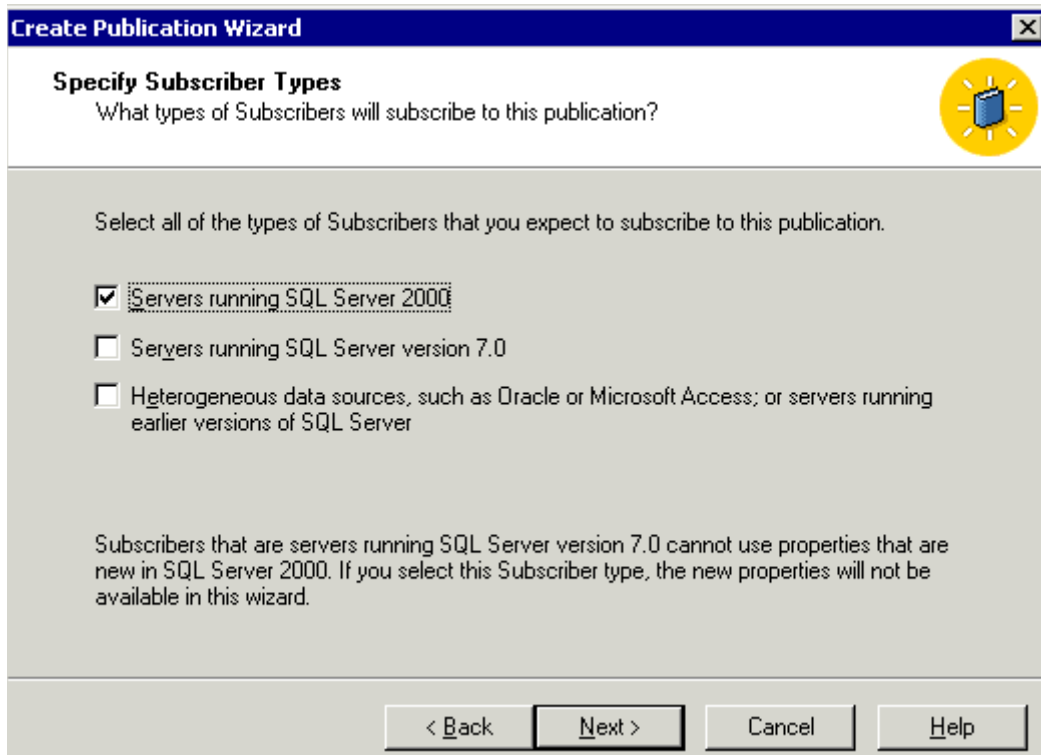 Create Publication Wizard
Specify Subscriber Types
What types of Subscribers will subscribe to this publication?
Select all of the types of Subscribers that you expect to subscribe to this publication.
Servers running SQL Server 2000
Servers running SQL Server version 7.0
Heterogeneous data sources, such as Oracle or Microsoft Access; or servers running
earlier versions of SQL Server
Subscribers that are servers running SQL Server version 7.0 cannot use properties that are
new in SQL Server 2000. If you select this Subscriber type, the new properties will not be
available in this wizard.
< Back Next > Cancel Help